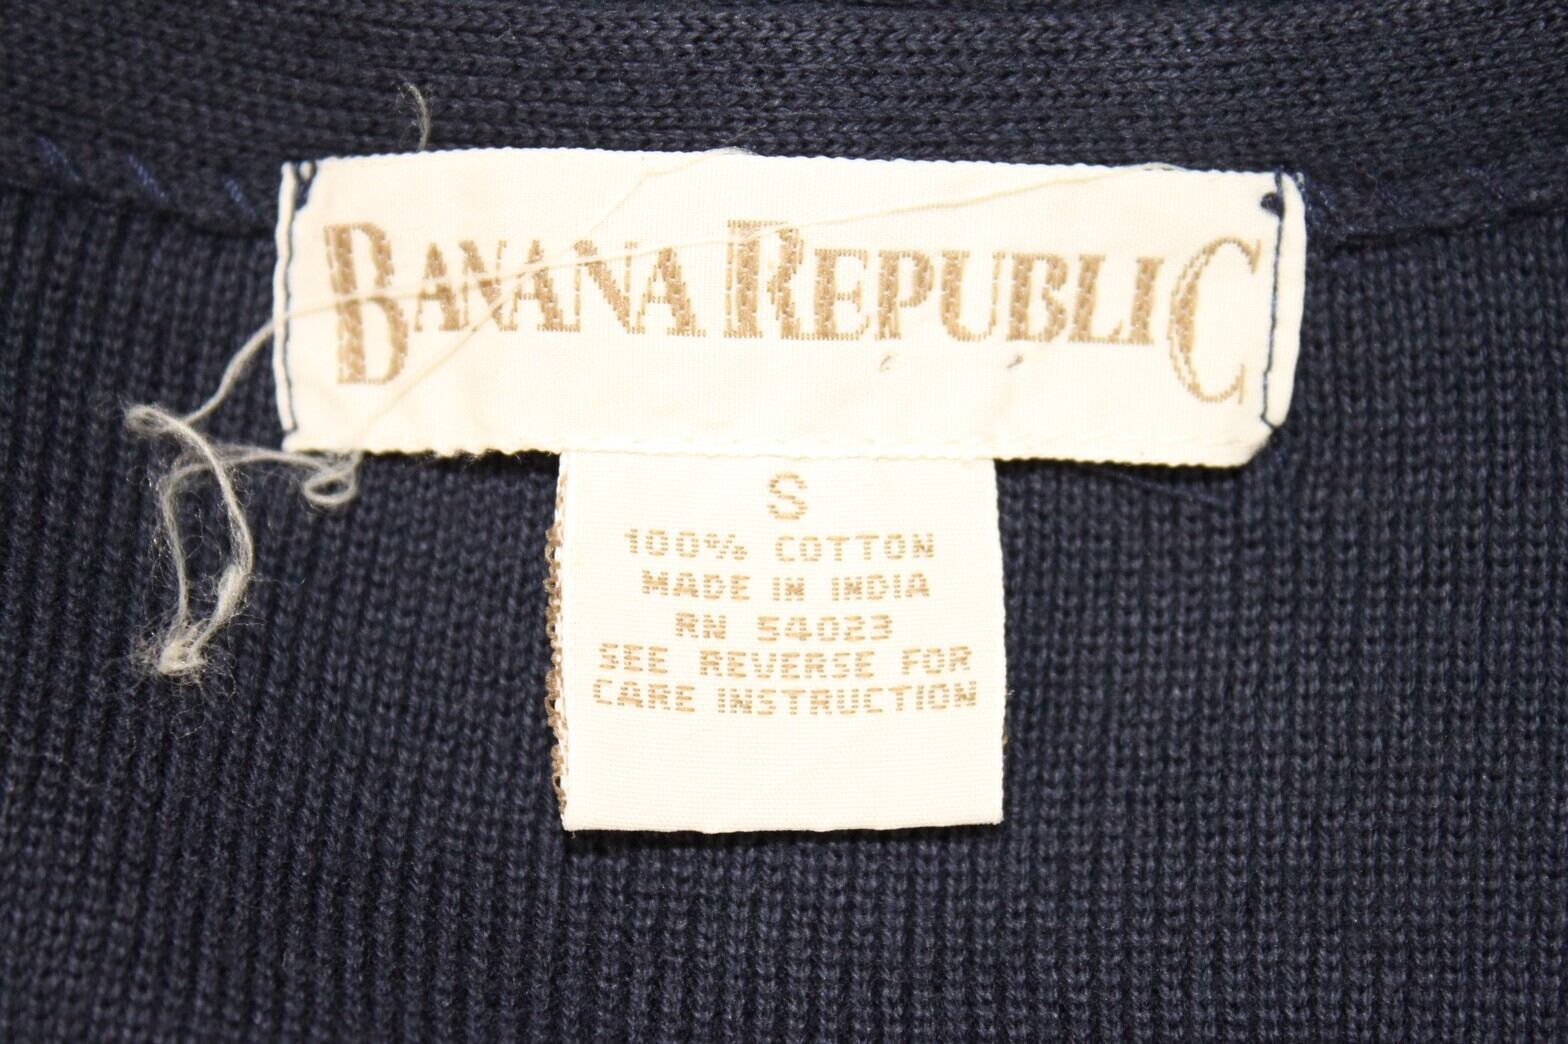 BANANA REPUBLIC
S
100% COTTON
MADE IN INDIA
RN 54023
SEE REVERSE FOR
CARE INSTRUCTION